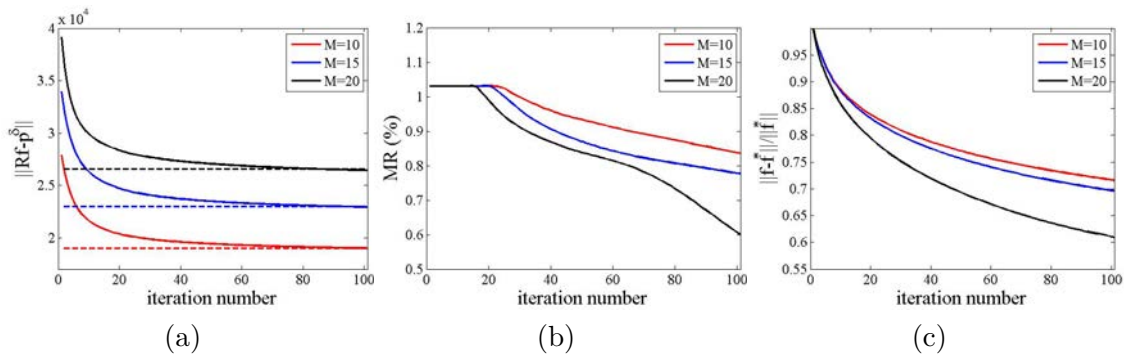 x 10⁴
4
3.5
3
2.5
2
0
20
40
60
80
100
iteration number
||Rf-p^δ||
M=10
M=15
M=20
(a)
1.2
1.1
1
0.9
0.8
0.7
0.6
0.5
0
20
40
60
80
100
iteration number
MR (%)
M=10
M=15
M=20
(b)
0.95
0.9
0.85
0.8
0.75
0.7
0.65
0.6
0.55
0
20
40
60
80
100
iteration number
||f-f*||/||f*||
M=10
M=15
M=20
(c)